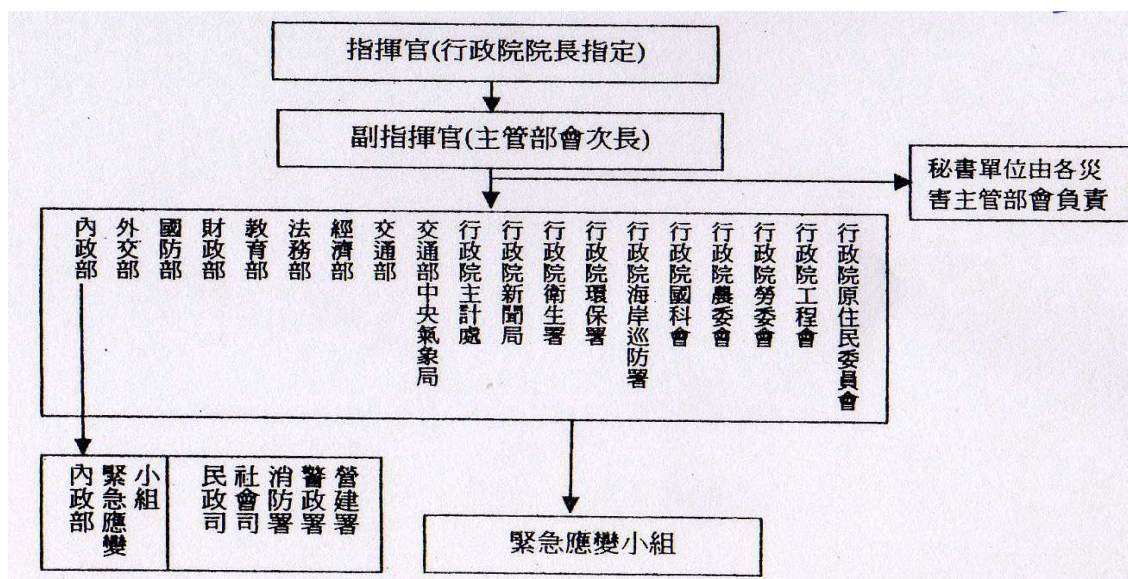 指揮官(行政院院長指定)
副指揮官(主管部會次長)
秘書單位由各災
害主管部會負責
內政部
外交部
國防部
財政部
教育部
法務部
經濟部
交通部
交通部中央氣象局
行政院主計處
行政院新聞局
行政院衛生署
行政院環保署
行政院海岸巡防署
行政院國科會
行政院農委會
行政院勞委會
行政院工程會
行政院原住民委員會
內政部
緊急應變
小組
民政司
社會司
消防署
警政署
營建署
緊急應變小組